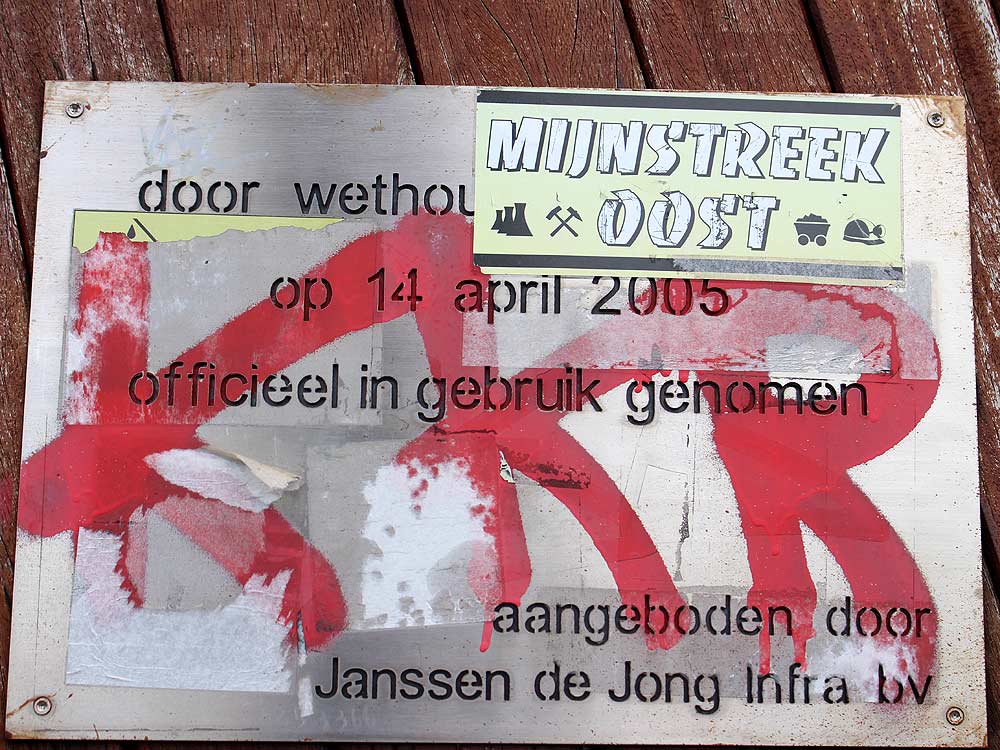 MIJNSTREEK
OOST
door wethou
op 14 april 2005
officieel in gebruik genomen
aangeboden door
Janssen de Jong Infra bv